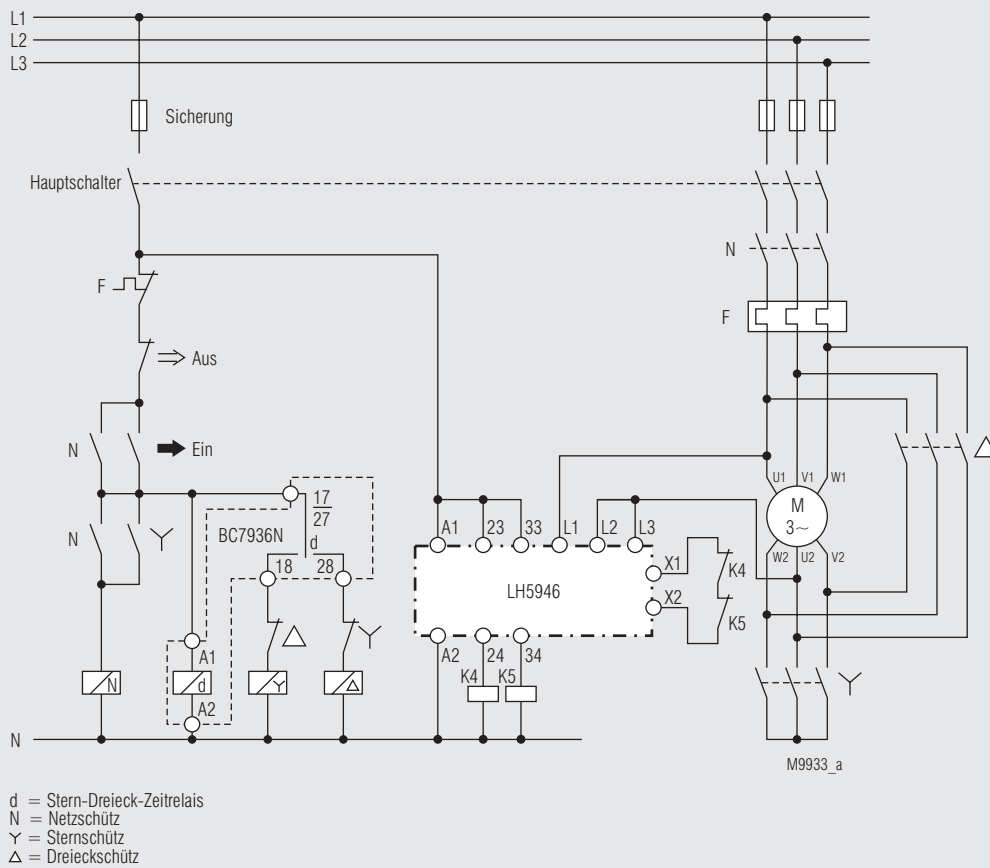 L1
L2
L3
Sicherung
Hauptschalter
N
F
F
Aus
N
Ein
U1 V1 W1
M
3~
17
27
A1 23 33 L1 L2 L3
BC7936N
N
d
W2 U2 V2
18 28
X1
K4
LH5946
X2
K5
A1
A2 24 34
K4 K5
N d Y △
A2
N
M9933_a
d = Stern-Dreieck-Zeitrelais
N = Netzschütz
Y = Sternschütz
△ = Dreieckschütz